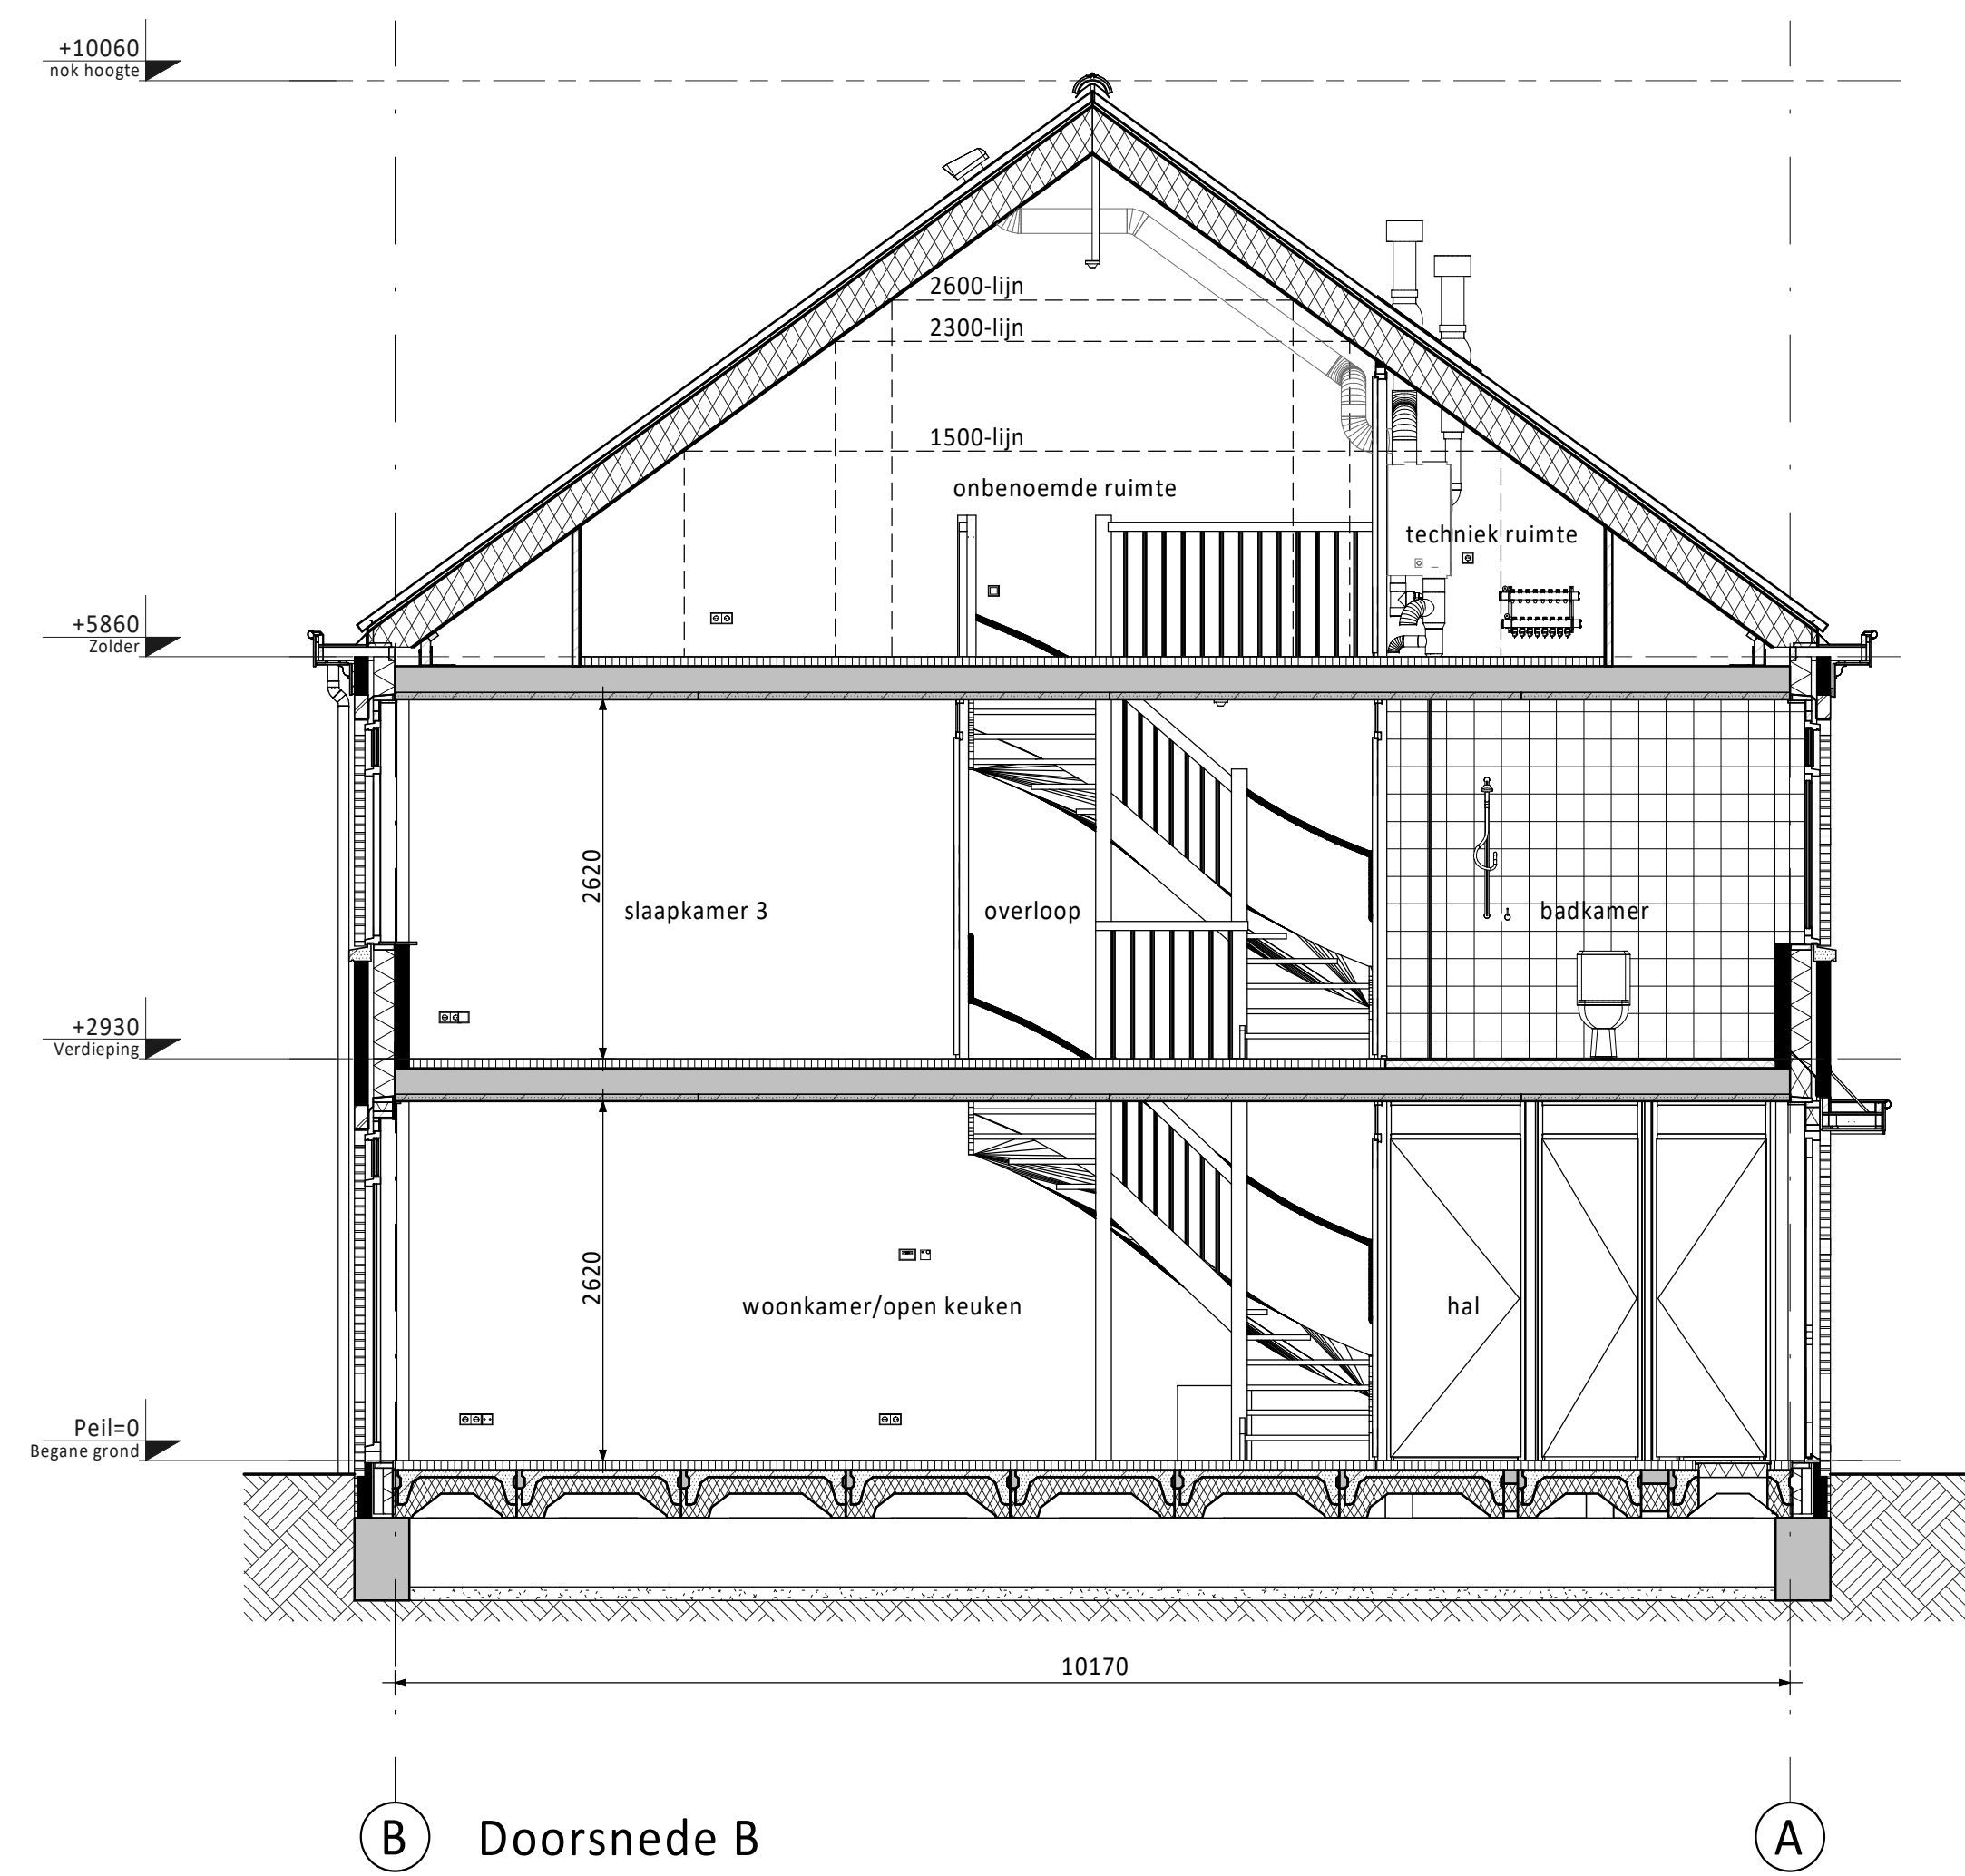 +10060
nok hoogte
2600-lijn
2300-lijn
1500-lijn
onbenoemde ruimte
techniek ruimte
+5860
Zolder
2620
slaapkamer 3
overloop
badkamer
+2930
Verdieping
2620
woonkamer/open keuken
hal
Peil=0
Begane grond
10170
B
Doorsnede B
A